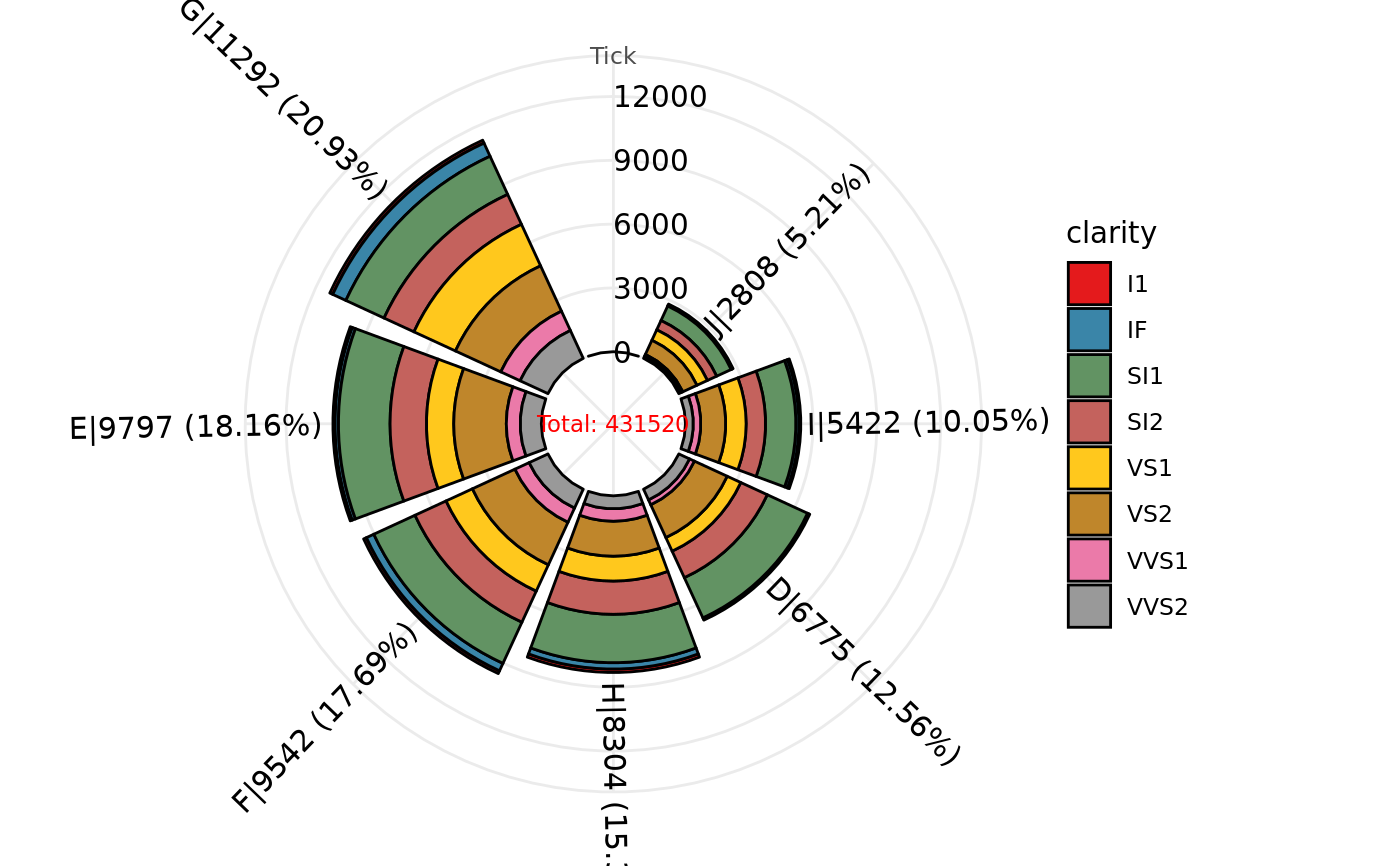 G|11292 (20.93%)
Tick
12000
9000
6000
3000
0
J|2808 (5.21%)
E|9797 (18.16%)
Total: 431520
I|5422 (10.05%)
F|9542 (17.69%)
H|8304 (15.
D|6775 (12.56%)
clarity
I1
IF
SI1
SI2
VS1
VS2
VVS1
VVS2